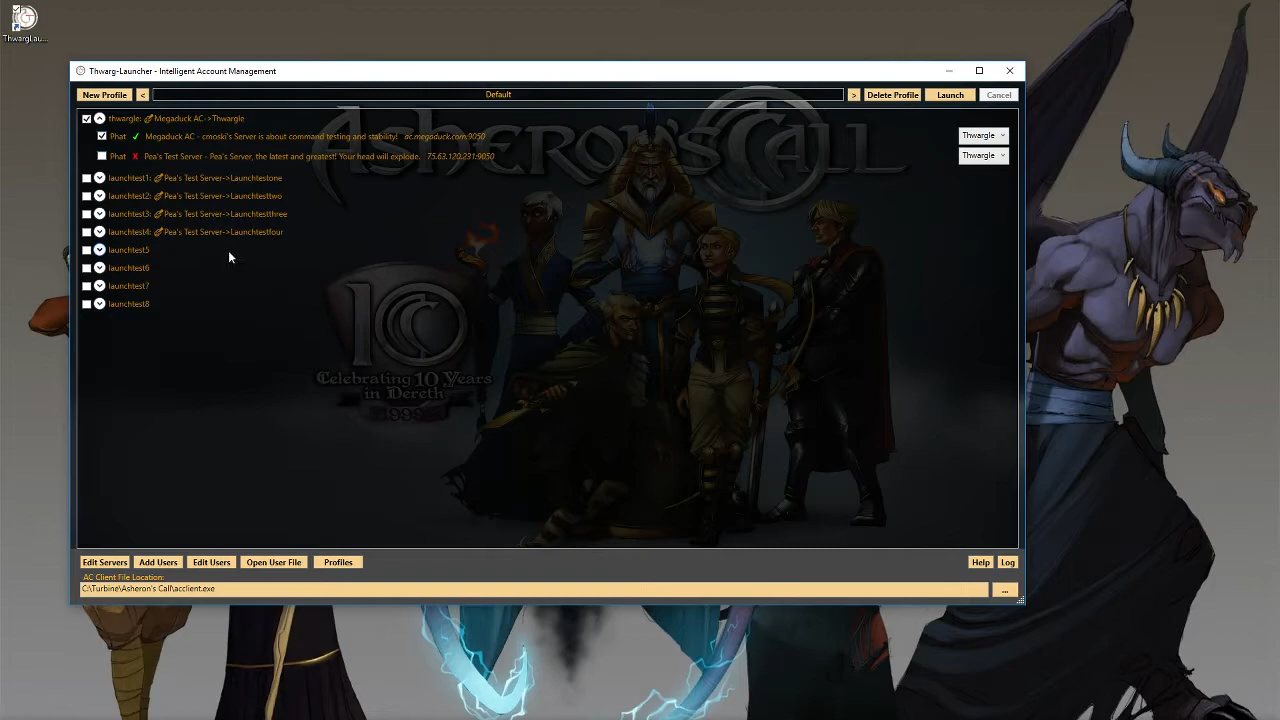 ThwargLau...
Thwarg-Launcher - Intelligent Account Management
New Profile < Default > Delete Profile Launch Cancel
thwargle: Megaduck AC->Thwargle
Phat ✓ Megaduck AC - cmoski's Server is about command testing and stability! ac.megaduck.com:9050 Thwargle
Phat X Pea's Test Server - Pea's Server, the latest and greatest! Your head will explode. 75.63.120.231:9050 Thwargle
launchtest1: Pea's Test Server->Launchtestone
launchtest2: Pea's Test Server->Launchtesttwo
launchtest3: Pea's Test Server->Launchtestthree
launchtest4: Pea's Test Server->Launchtestfour
launchtest5
launchtest6
launchtest7
launchtest8
ASHERON'S CALL
10
Celebrating 10 Years
in Dereth
Edit Servers Add Users Edit Users Open User File Profiles Help Log
AC Client File Location:
C:\Turbine\Asheron's Call\acclient.exe ...